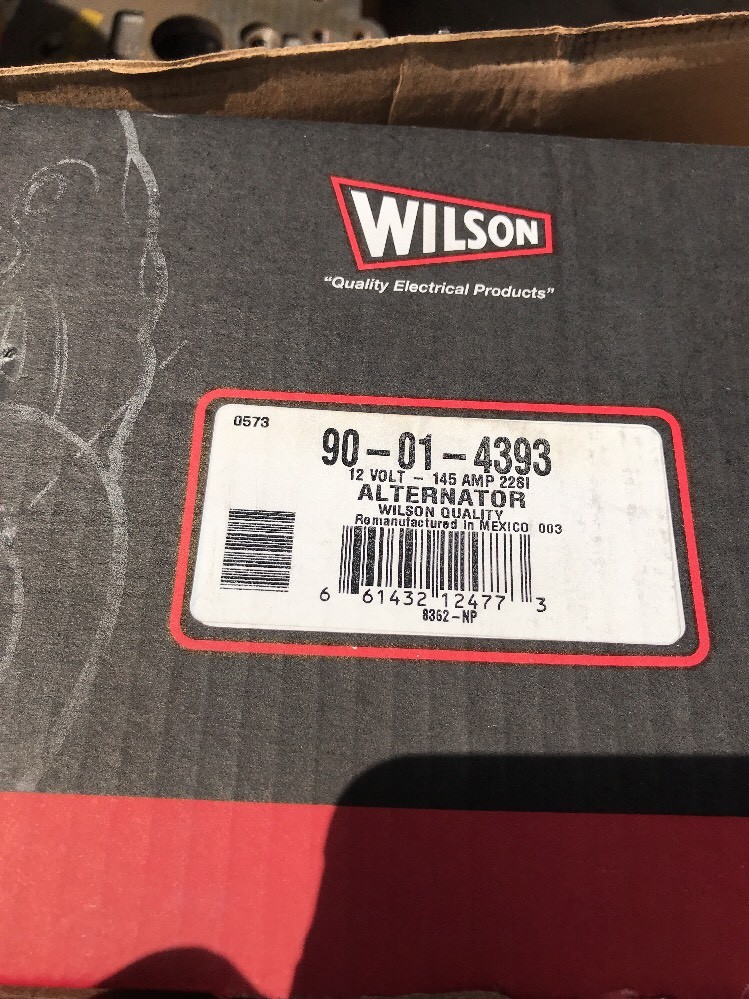 WILSON
"Quality Electrical Products"
0573
90-01-4393
12 VOLT - 145 AMP 22SI
ALTERNATOR
WILSON QUALITY
Remanufactured in MEXICO 003
6 61432 12477 3
8362-NP